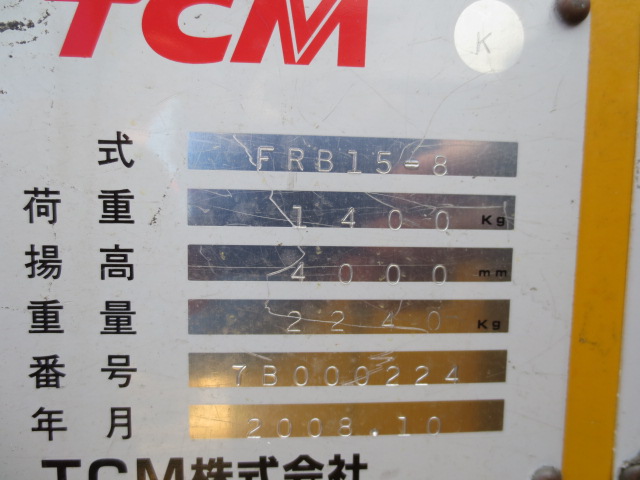 TCM
K
式 FRB15-8
荷重 1400 Kg
揚高 4000 mm
重量 2240 Kg
番号 7B000224
年月 2008.10
TCM株式会社